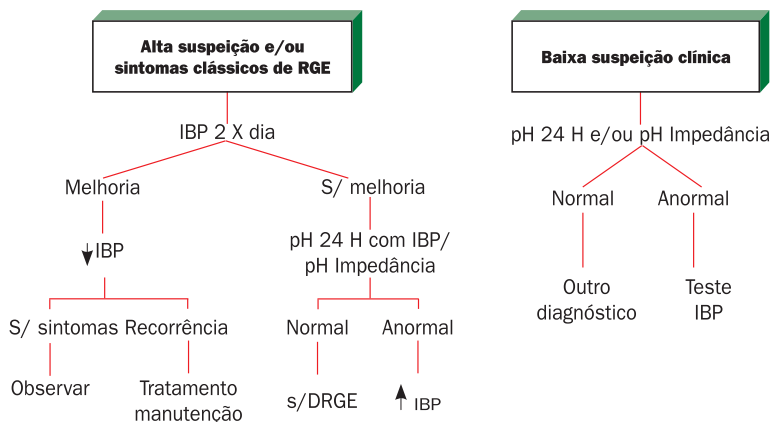 Alta suspeição e/ou
sintomas clássicos de RGE
IBP 2 X dia
Melhoria
S/ melhoria
IBP
pH 24 H com IBP/
pH Impedância
S/ sintomas
Recorrência
Normal
Anormal
Observar
Tratamento
manutenção
s/DRGE
IBP
Baixa suspeição clínica
pH 24 H e/ou pH Impedância
Normal
Anormal
Outro
diagnóstico
Teste
IBP